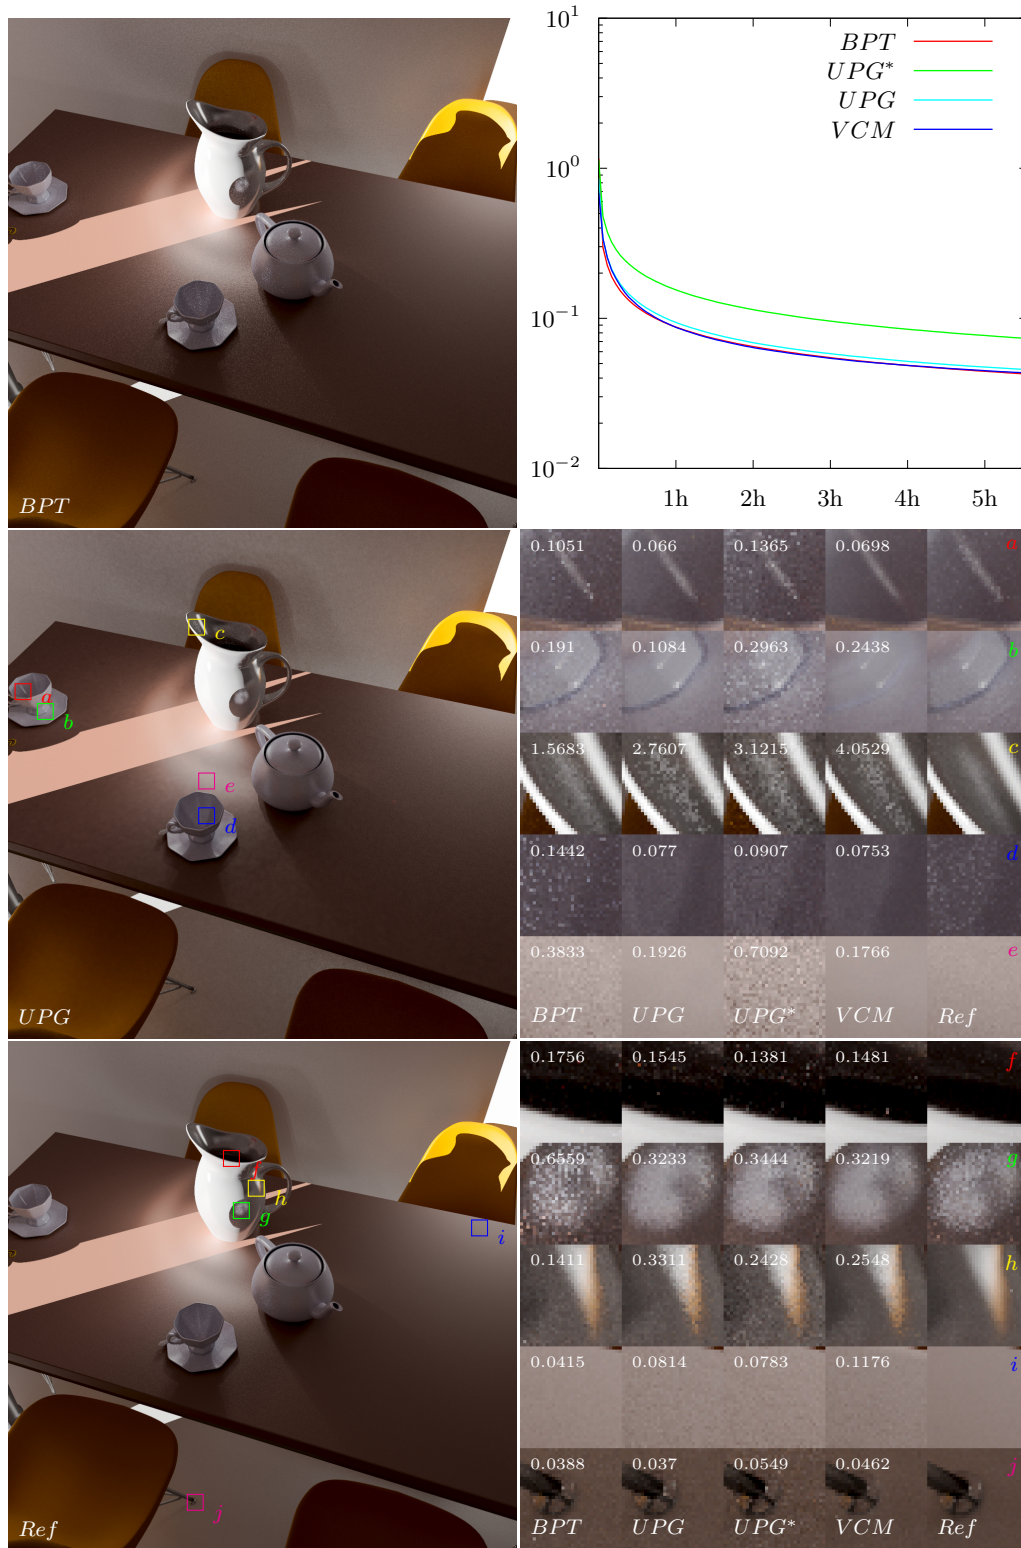 BPT
10¹
10⁰
10⁻¹
10⁻²
BPT
UPG*
UPG
VCM
1h 2h 3h 4h 5h
c
a
b
e
d
UPG
0.1051 0.066 0.1365 0.0698 a
0.191 0.1084 0.2963 0.2438 b
1.5683 2.7607 3.1215 4.0529 c
0.1442 0.077 0.0907 0.0753 d
0.3833 0.1926 0.7092 0.1766 e
BPT UPG UPG* VCM Ref
f
h
g
i
j
Ref
0.1756 0.1545 0.1381 0.1481 f
0.6559 0.3233 0.3444 0.3219 g
0.1411 0.3311 0.2428 0.2548 h
0.0415 0.0814 0.0783 0.1176 i
0.0388 0.037 0.0549 0.0462 j
BPT UPG UPG* VCM Ref